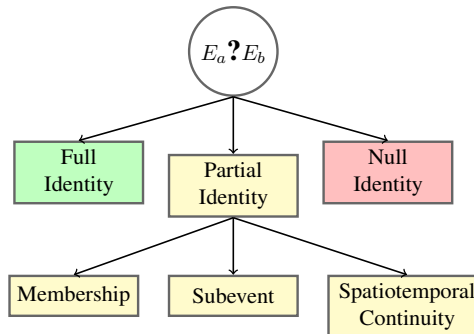 E_a ? E_b
Full
Identity
Partial
Identity
Null
Identity
Membership
Subevent
Spatiotemporal
Continuity